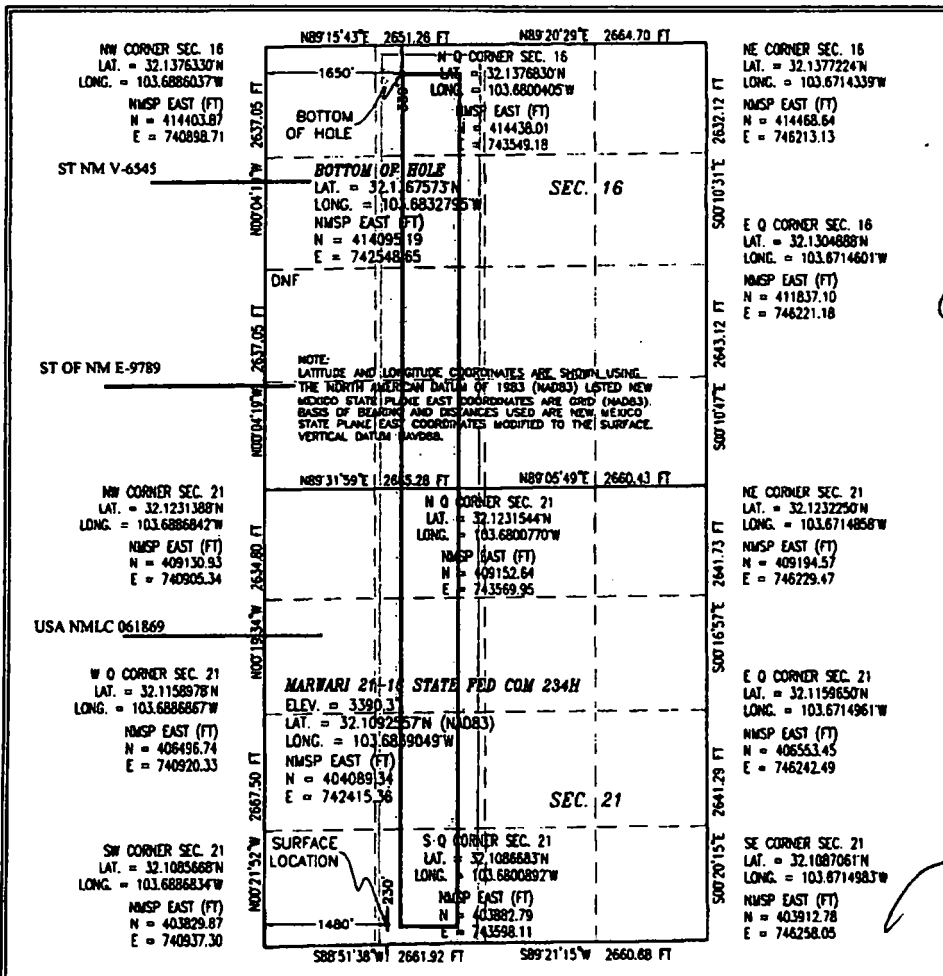 N89°15'43"E 2651.26 FT
N89°20'29"E 2664.70 FT
NW CORNER SEC. 16
LAT. = 32.1376330°N
LONG. = 103.6886037°W
NMSP EAST (FT)
N = 414403.87
E = 740898.71
1650'
330'
BOTTOM
OF HOLE
N Q CORNER SEC. 16
LAT. = 32.1376830°N
LONG. = 103.6800405°W
NMSP EAST (FT)
N = 414438.01
E = 743549.18
NE CORNER SEC. 16
LAT. = 32.1377224°N
LONG. = 103.6714339°W
NMSP EAST (FT)
N = 414468.64
E = 746213.13
2637.05 FT
2632.12 FT
ST NM V-6545
BOTTOM OF HOLE
LONG. = 103.6832795°W
NMSP EAST (FT)
N = 414095.19
E = 742548.65
SEC. 16
S00°10'31"E
E Q CORNER SEC. 16
LAT. = 32.1304888°N
LONG. = 103.6714601°W
NMSP EAST (FT)
N = 411837.10
E = 746221.18
DNF
2637.05 FT
2643.12 FT
ST OF NM E-9789
N00°04'19"W
S00°10'47"E
NOTE:
LATITUDE AND LONGITUDE COORDINATES ARE SHOWN USING
THE NORTH AMERICAN DATUM OF 1983 (NAD83) LISTED NEW
MEXICO STATE PLANE EAST COORDINATES ARE GRID (NAD83).
BASIS OF BEARING AND DISTANCES USED ARE NEW MEXICO
STATE PLANE EAST COORDINATES MODIFIED TO THE SURFACE.
VERTICAL DATUM NAVD88.
N89°31'59"E 2665.28 FT
N89°05'49"E 2660.43 FT
NW CORNER SEC. 21
LAT. = 32.1231388°N
LONG. = 103.6886842°W
NMSP EAST (FT)
N = 409130.93
E = 740905.34
N Q CORNER SEC. 21
LAT. = 32.1231544°N
LONG. = 103.6800770°W
NMSP EAST (FT)
N = 409152.64
E = 743569.95
NE CORNER SEC. 21
LAT. = 32.1232250°N
LONG. = 103.6714858°W
NMSP EAST (FT)
N = 409194.57
E = 746229.47
2634.80 FT
2641.73 FT
USA NMLC 061869
N00°19'34"W
S00°16'57"E
W Q CORNER SEC. 21
LAT. = 32.1158978°N
LONG. = 103.6886867°W
NMSP EAST (FT)
N = 406496.74
E = 740920.33
MARWARI 21-16 STATE FED COM 234H
ELEV. = 3390.3'
LAT. = 32.1092557°N (NAD83)
LONG. = 103.6839049°W
NMSP EAST (FT)
N = 404089.34
E = 742415.36
E Q CORNER SEC. 21
LAT. = 32.1159650°N
LONG. = 103.6714961°W
NMSP EAST (FT)
N = 406553.45
E = 746242.49
2667.50 FT
2641.29 FT
SEC. 21
N00°21'52"W
S00°20'15"E
SW CORNER SEC. 21
LAT. = 32.1085668°N
LONG. = 103.6886834°W
NMSP EAST (FT)
N = 403829.87
E = 740937.30
SURFACE
LOCATION
230'
1480'
S Q CORNER SEC. 21
LAT. = 32.1086683°N
LONG. = 103.6800892°W
NMSP EAST (FT)
N = 403882.79
E = 743598.11
SE CORNER SEC. 21
LAT. = 32.1087061°N
LONG. = 103.6714983°W
NMSP EAST (FT)
N = 403912.78
E = 746258.05
S88°51'38"W 2661.92 FT
S89°21'15"W 2660.68 FT